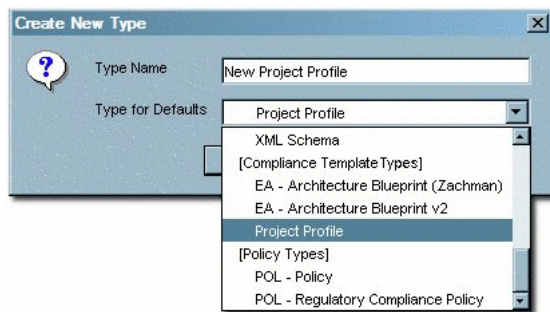 Create New Type
Type Name New Project Profile
Type for Defaults Project Profile
XML Schema
[Compliance Template Types]
EA - Architecture Blueprint (Zachman)
EA - Architecture Blueprint v2
Project Profile
[Policy Types]
POL - Policy
POL - Regulatory Compliance Policy